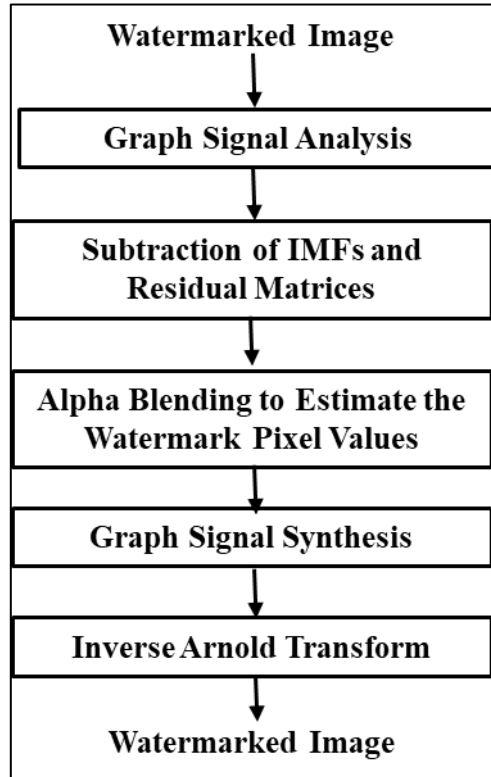 Watermarked Image
Graph Signal Analysis
Subtraction of IMFs and
Residual Matrices
Alpha Blending to Estimate the
Watermark Pixel Values
Graph Signal Synthesis
Inverse Arnold Transform
Watermarked Image